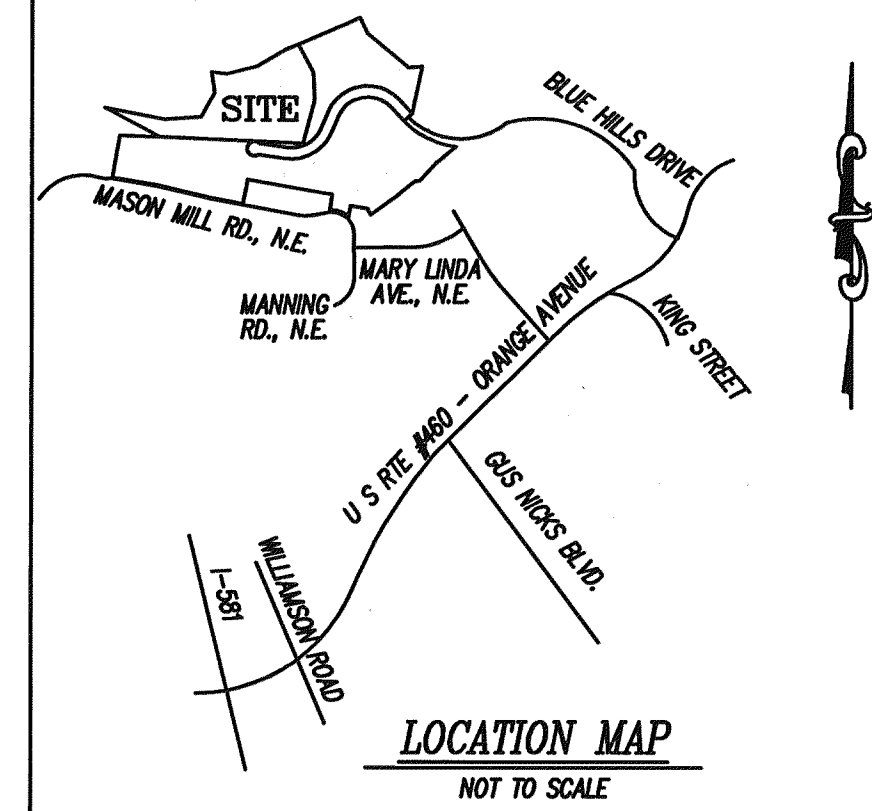 SITE
BLUE HILLS DRIVE
MASON MILL RD., N.E.
MARY LINDA
AVE., N.E.
MANNING
RD., N.E.
KING STREET
U S RTE #460 - ORANGE AVENUE
GUS NICKS BLVD.
WILLIAMSON ROAD
I-581
LOCATION MAP
NOT TO SCALE